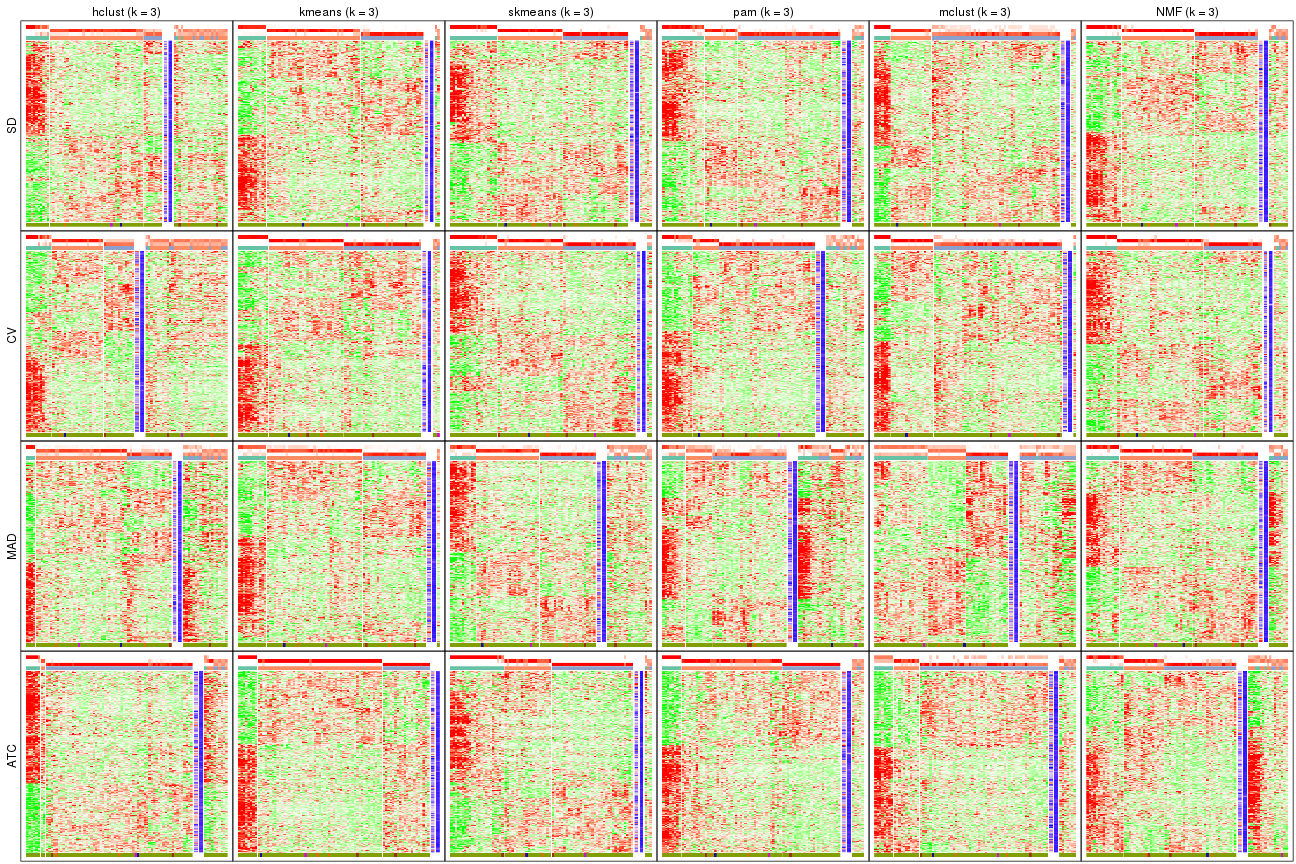 hclust (k = 3) kmeans (k = 3) skmeans (k = 3) pam (k = 3) mclust (k = 3) NMF (k = 3)
SD
CV
MAD
ATC